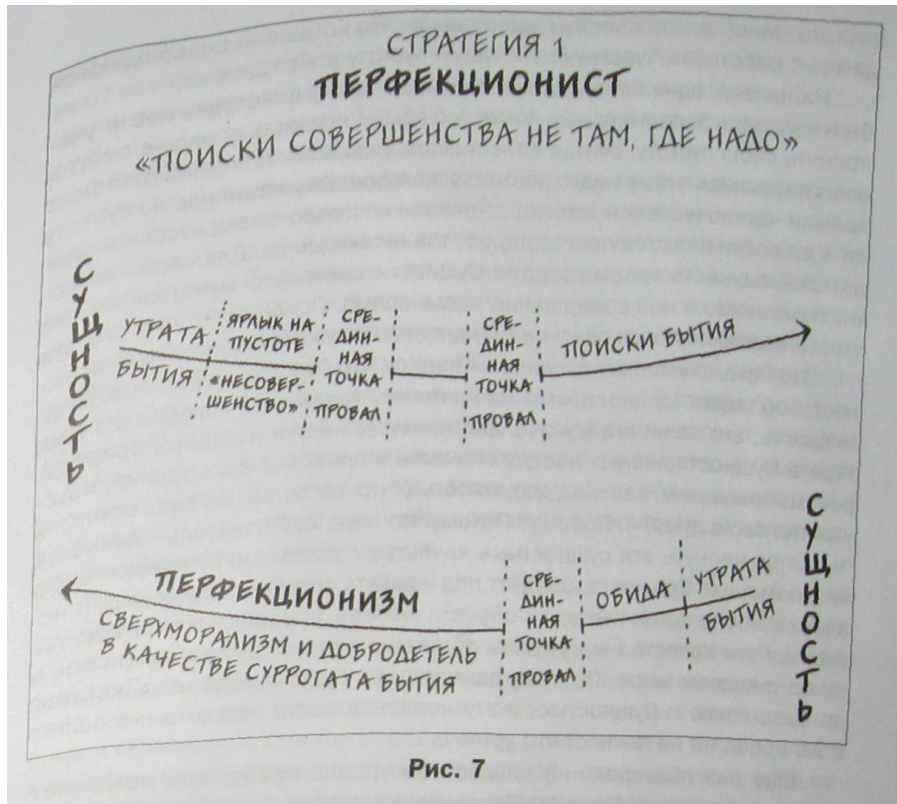 СТРАТЕГИЯ 1
ПЕРФЕКЦИОНИСТ
«ПОИСКИ СОВЕРШЕНСТВА НЕ ТАМ, ГДЕ НАДО»
СУЩНОСТЬ
УТРАТА
БЫТИЯ
ЯРЛЫК НА
ПУСТОТЕ
«НЕСОВЕР-
ШЕНСТВО»
СРЕ-
ДИН-
НАЯ
ТОЧКА
ПРОВАЛ
СРЕ-
ДИН-
НАЯ
ТОЧКА
ПРОВАЛ
ПОИСКИ БЫТИЯ
ПЕРФЕКЦИОНИЗМ
СВЕРХМОРАЛИЗМ И ДОБРОДЕТЕЛЬ
В КАЧЕСТВЕ СУРРОГАТА БЫТИЯ
СРЕ-
ДИН-
НАЯ
ТОЧКА
ПРОВАЛ
ОБИДА
УТРАТА
БЫТИЯ
СУЩНОСТЬ
Рис. 7